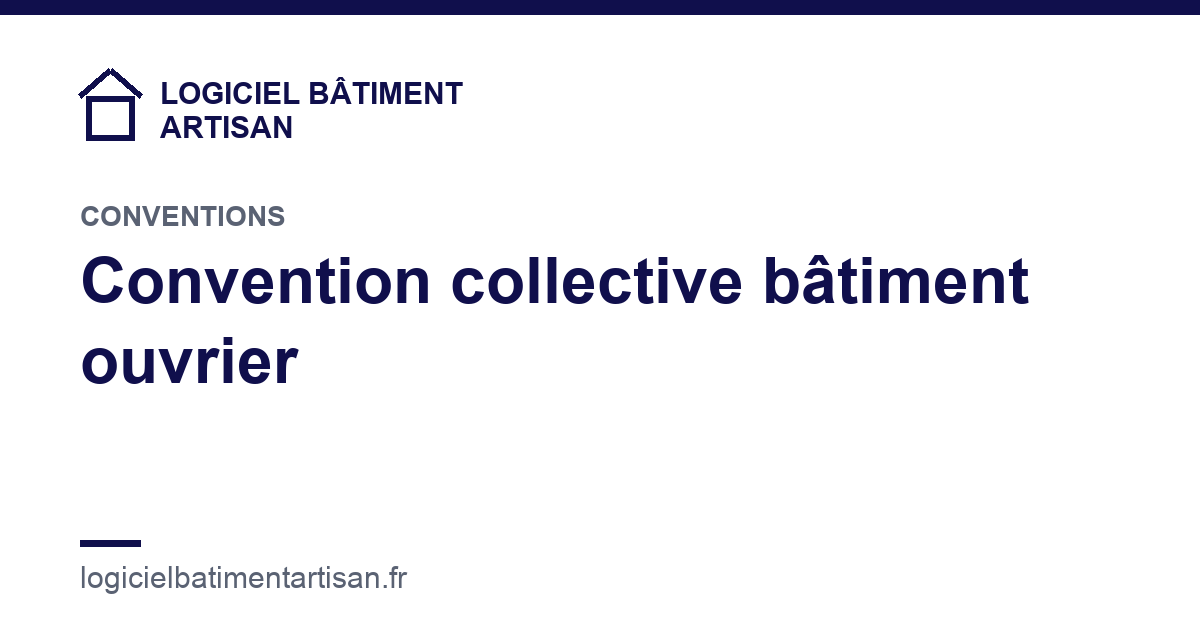 LOGICIEL BÂTIMENT
ARTISAN
CONVENTIONS
Convention collective bâtiment
ouvrier
logicielbatimentartisan.fr